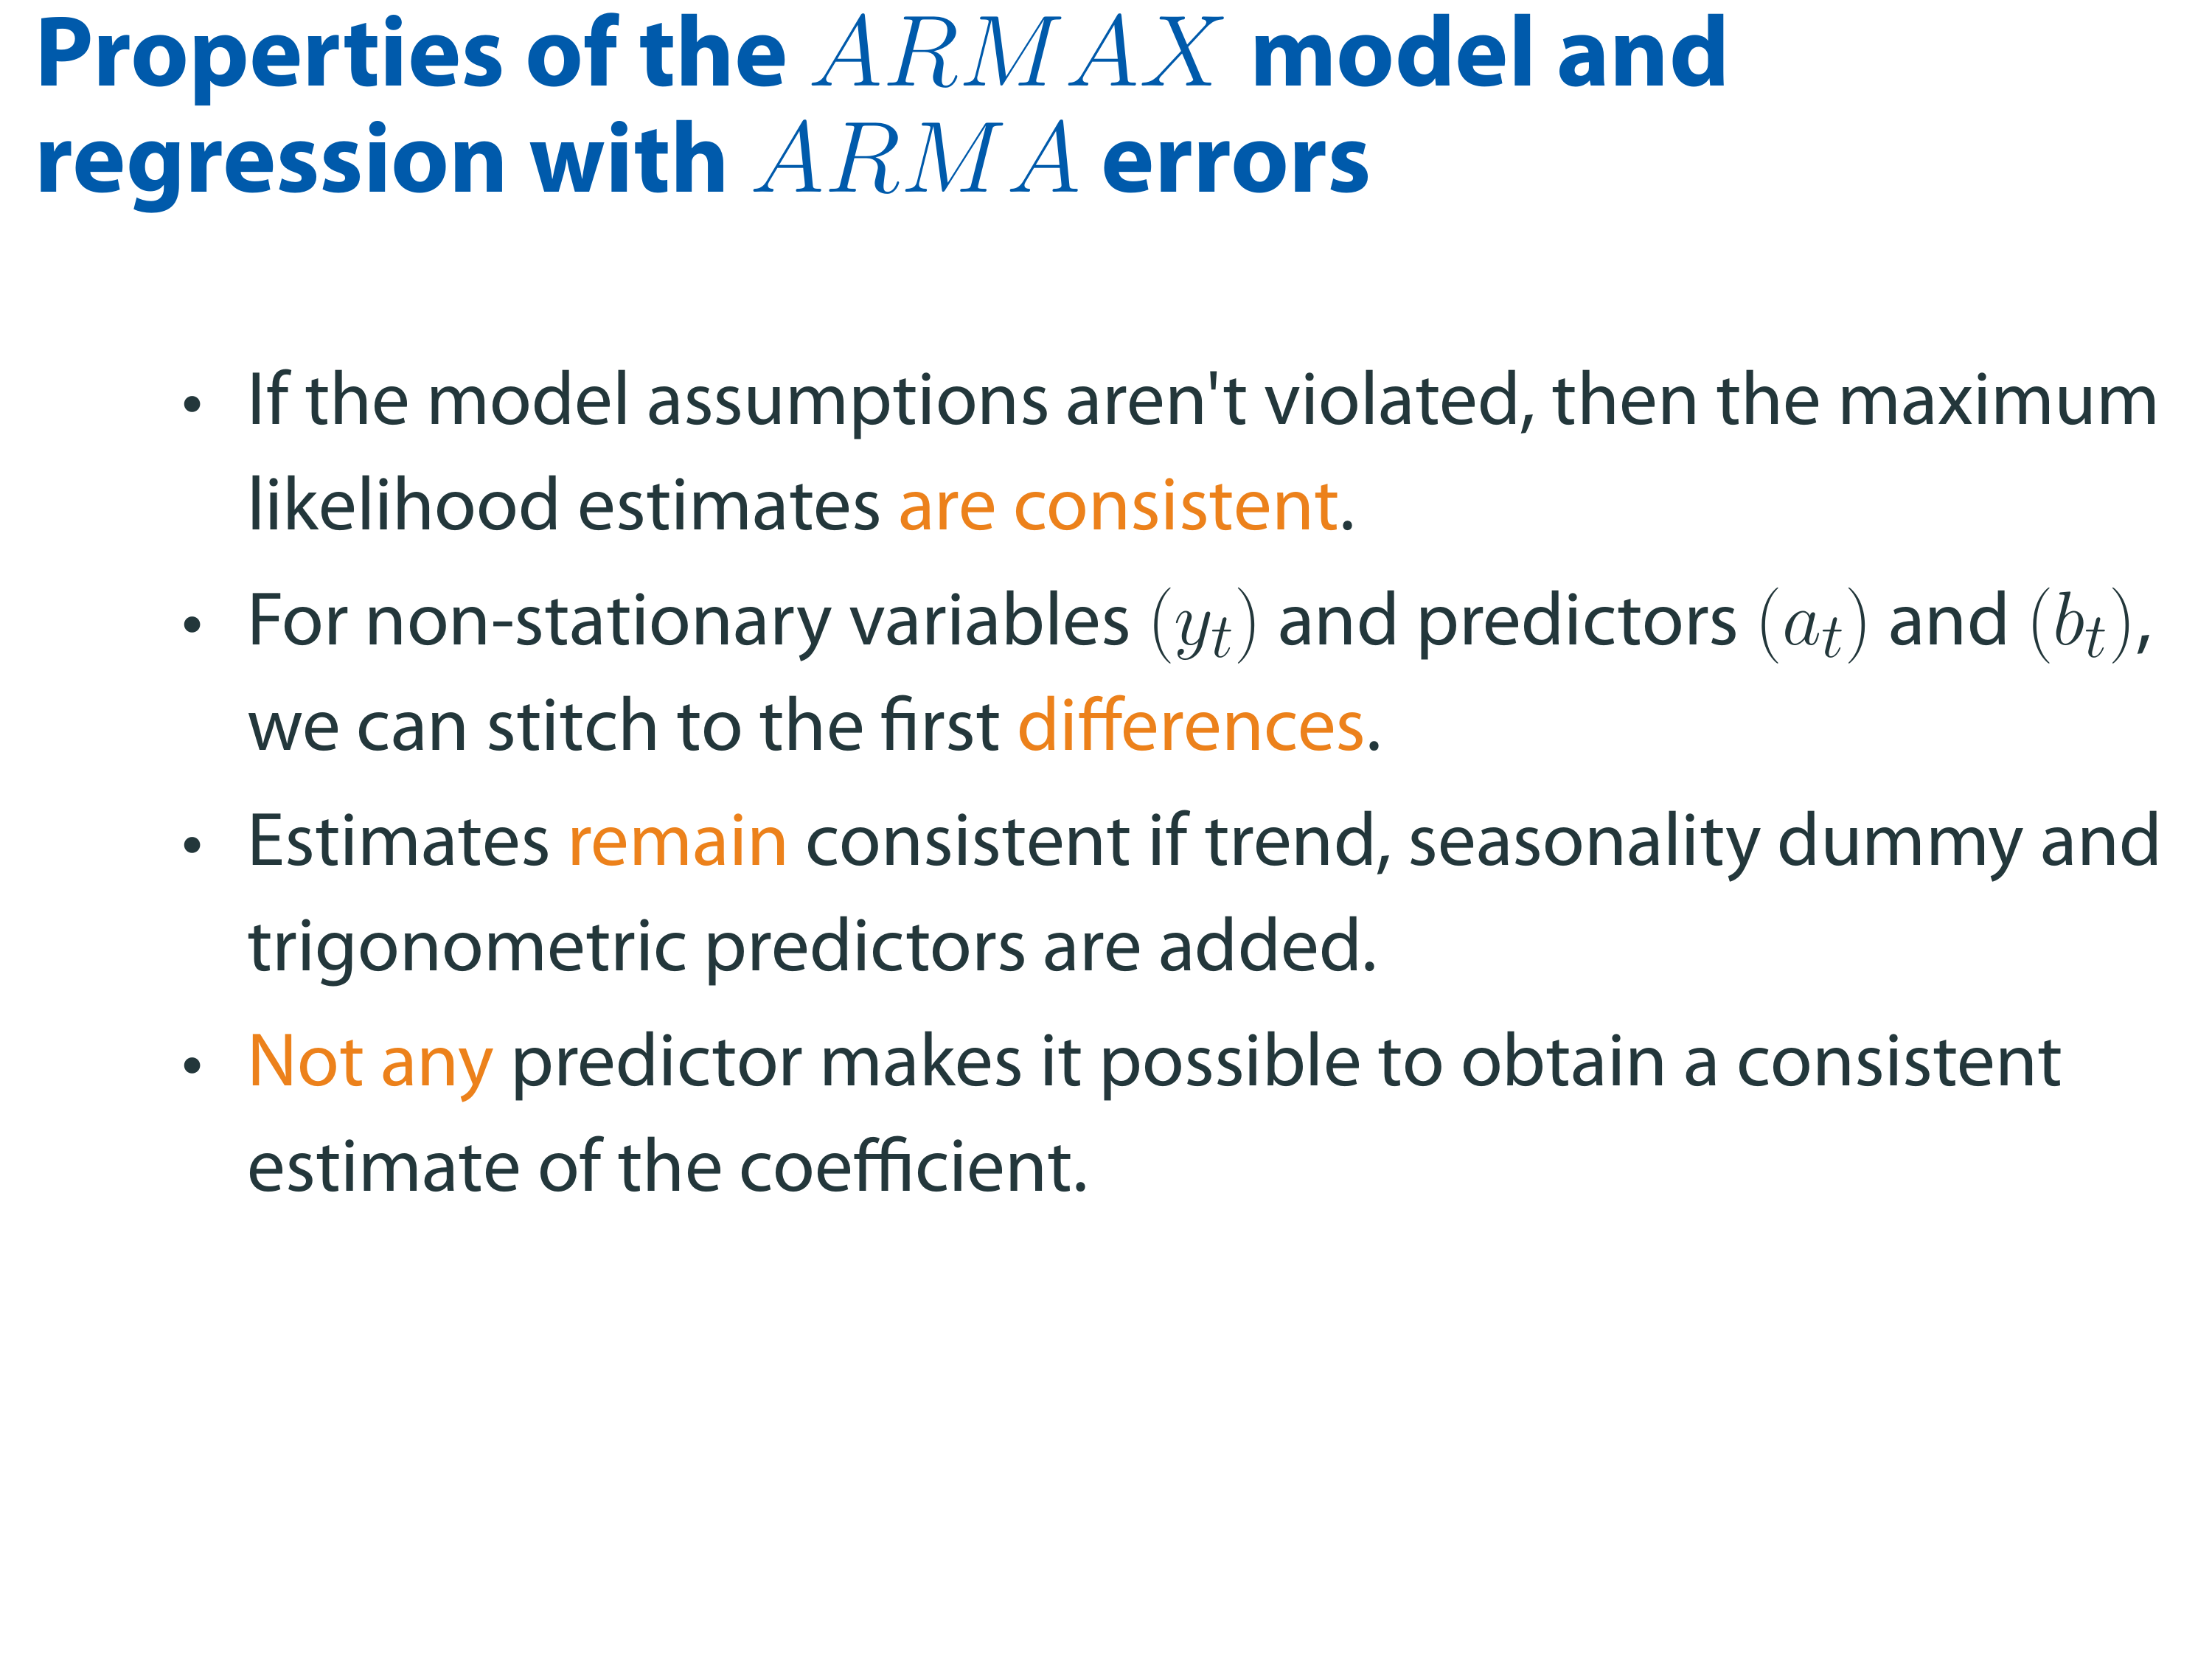 Properties of the ARMAX model and
regression with ARMA errors
• If the model assumptions aren't violated, then the maximum
likelihood estimates are consistent.
• For non-stationary variables (y_t) and predictors (a_t) and (b_t),
we can stitch to the first differences.
• Estimates remain consistent if trend, seasonality dummy and
trigonometric predictors are added.
• Not any predictor makes it possible to obtain a consistent
estimate of the coefficient.